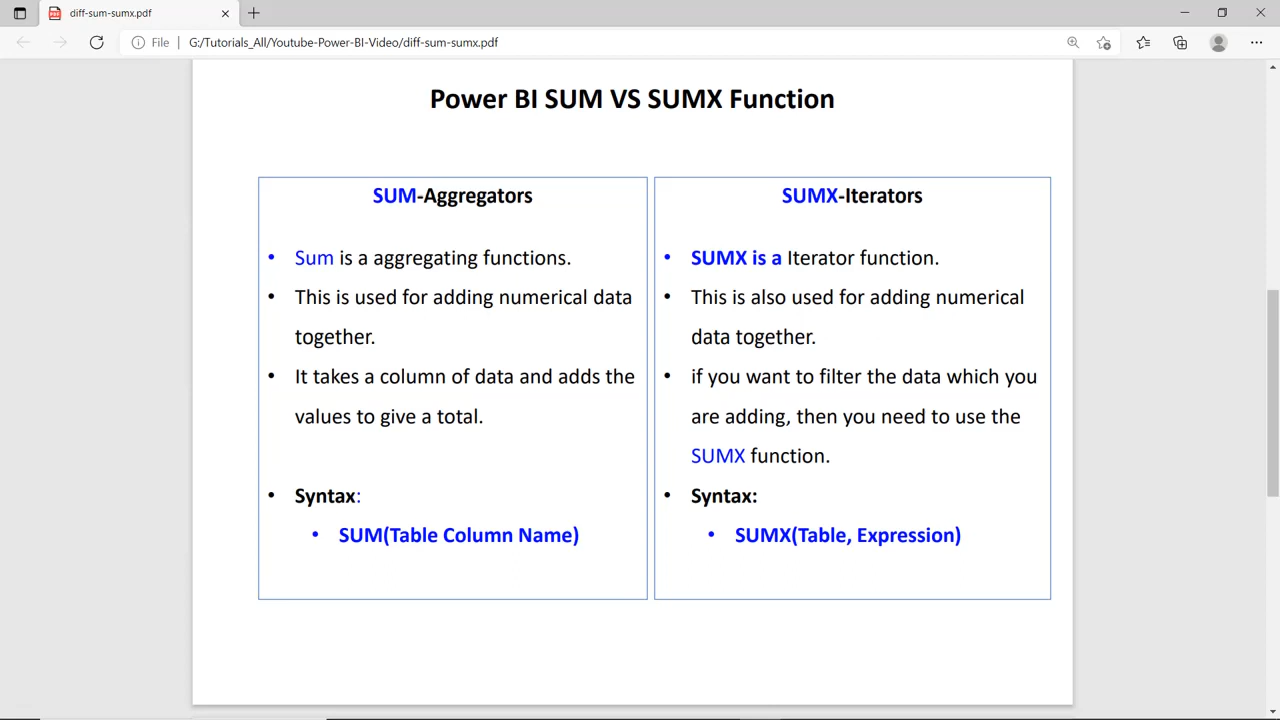 diff-sum-sumx.pdf
File
G:/Tutorials_All/Youtube-Power-BI-Video/diff-sum-sumx.pdf
Power BI SUM VS SUMX Function
SUM-Aggregators
• Sum is a aggregating functions.
• This is used for adding numerical data
together.
• It takes a column of data and adds the
values to give a total.
• Syntax:
• SUM(Table Column Name)
SUMX-Iterators
• SUMX is a Iterator function.
• This is also used for adding numerical
data together.
• if you want to filter the data which you
are adding, then you need to use the
SUMX function.
• Syntax:
• SUMX(Table, Expression)